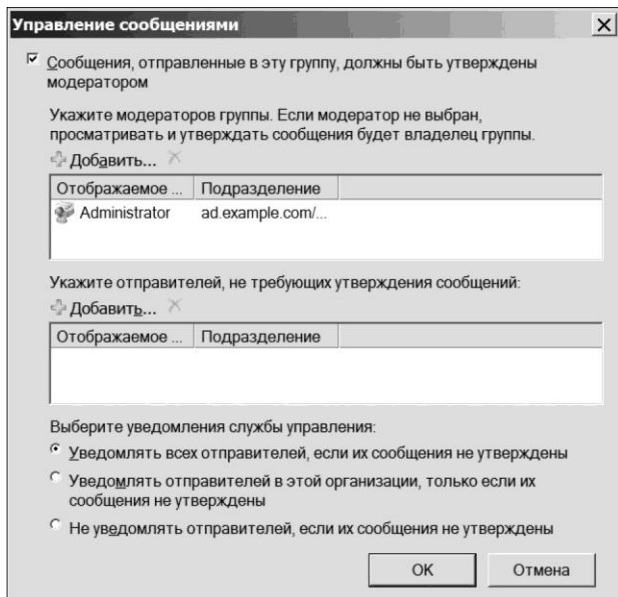 Управление сообщениями
Сообщения, отправленные в эту группу, должны быть утверждены
модератором
Укажите модераторов группы. Если модератор не выбран,
просматривать и утверждать сообщения будет владелец группы.
Добавить...
Отображаемое ... Подразделение
Administrator ad.example.com/...
Укажите отправителей, не требующих утверждения сообщений:
Добавить...
Отображаемое ... Подразделение
Выберите уведомления службы управления:
Уведомлять всех отправителей, если их сообщения не утверждены
Уведомлять отправителей в этой организации, только если их
сообщения не утверждены
Не уведомлять отправителей, если их сообщения не утверждены
OK Отмена